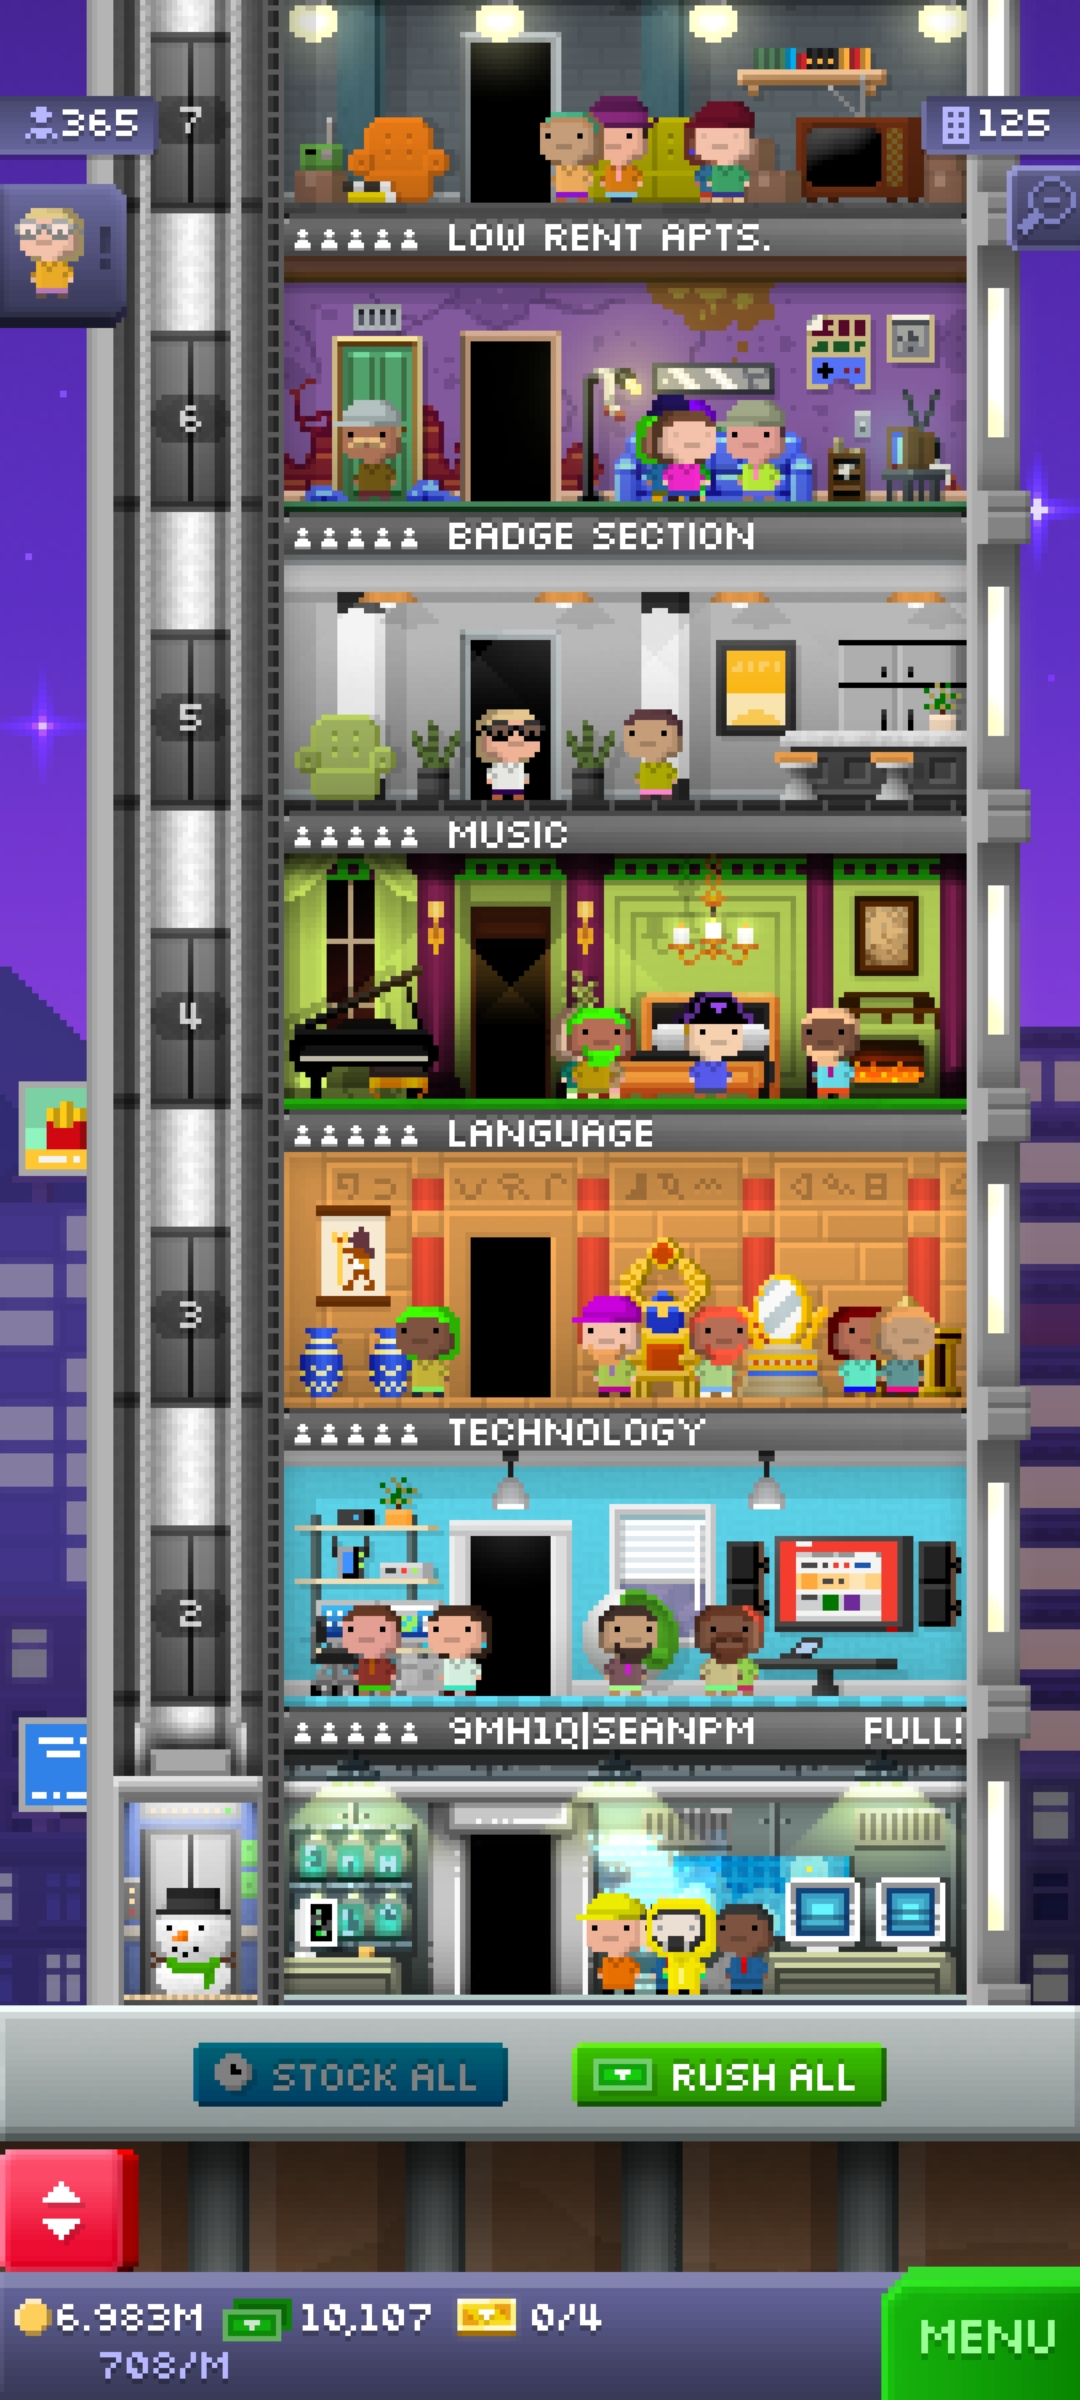 7
365
125
LOW RENT APTS.
6
BADGE SECTION
5
MUSIC
4
LANGUAGE
3
TECHNOLOGY
2
9MH1Q|SEANPM FULL!
STOCK ALL
RUSH ALL
6.983M 10,107 0/4
708/M
MENU